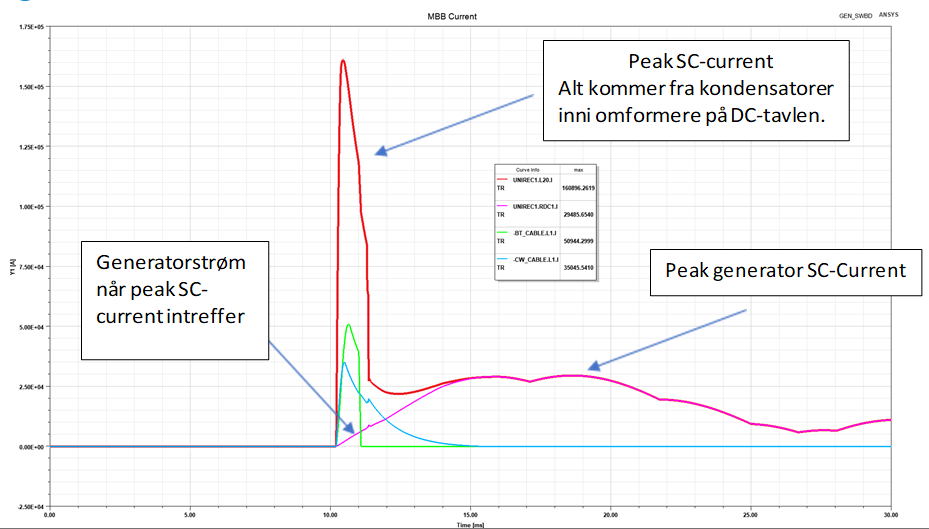 MBB Current
GEN_SWBD ANSYS
1.75E+05
1.50E+05
1.25E+05
1.00E+05
7.50E+04
5.00E+04
2.50E+04
0.00E+00
-2.50E+04
Y1 [A]
Peak SC-current
Alt kommer fra kondensatorer
inni omformere på DC-tavlen.
Curve Info max
UNIREC1.L20.I
TR 160896.2619
UNIREC1.RDC1.I
TR 29485.6540
-BT_CABLE.L1.I
TR 50944.2999
-CW_CABLE.L1.I
TR 35045.5410
Generatorstrøm
når peak SC-
current intreffer
Peak generator SC-Current
0.00 5.00 10.00 15.00 20.00 25.00 30.00
Time [ms]